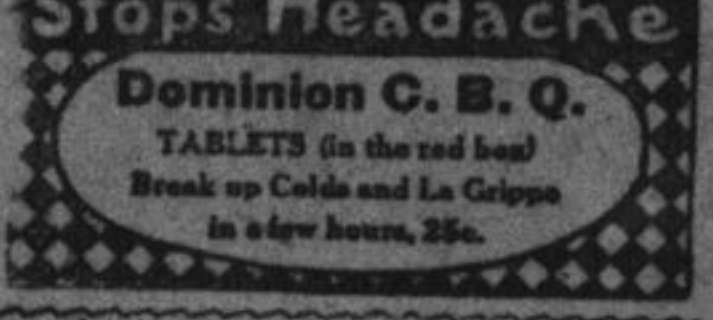 Stops Headache
Dominion C. B. Q.
TABLETS (in the red box)
Break up Colds and La Grippe
in a few hours, 25c.